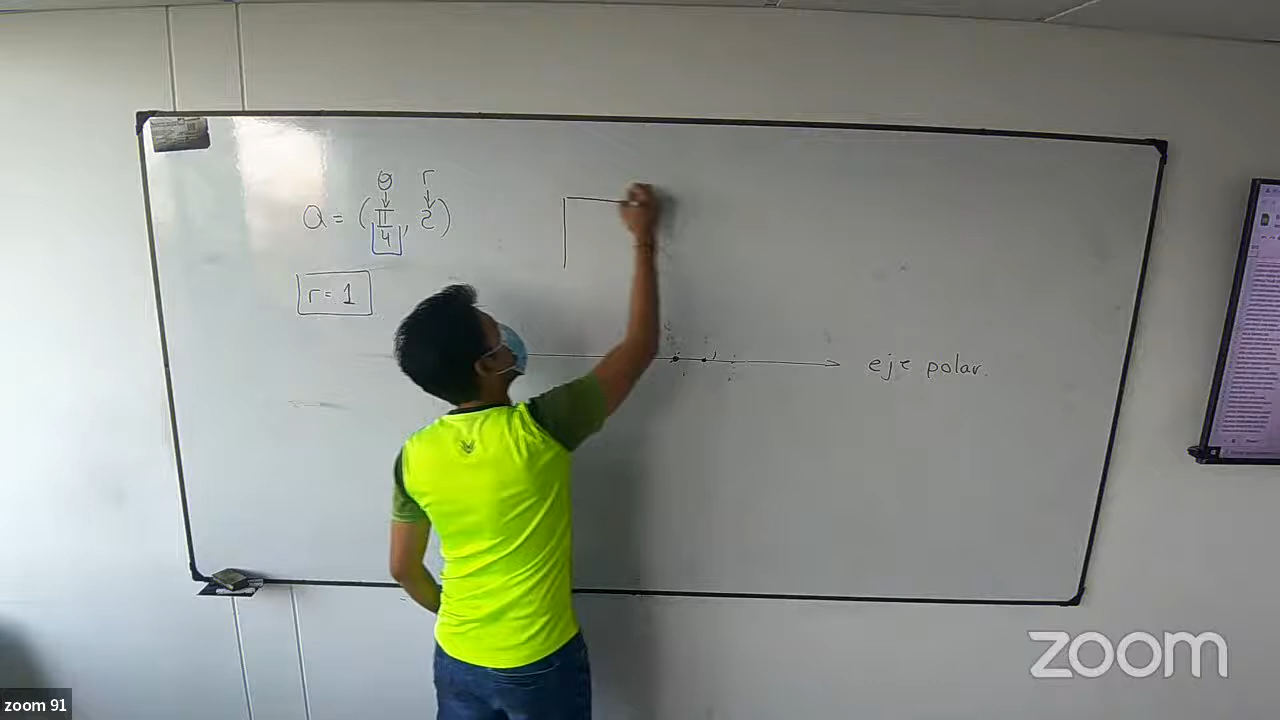 θ r
Q = (π/4, 2)
r = 1
eje polar.
zoom
zoom 91